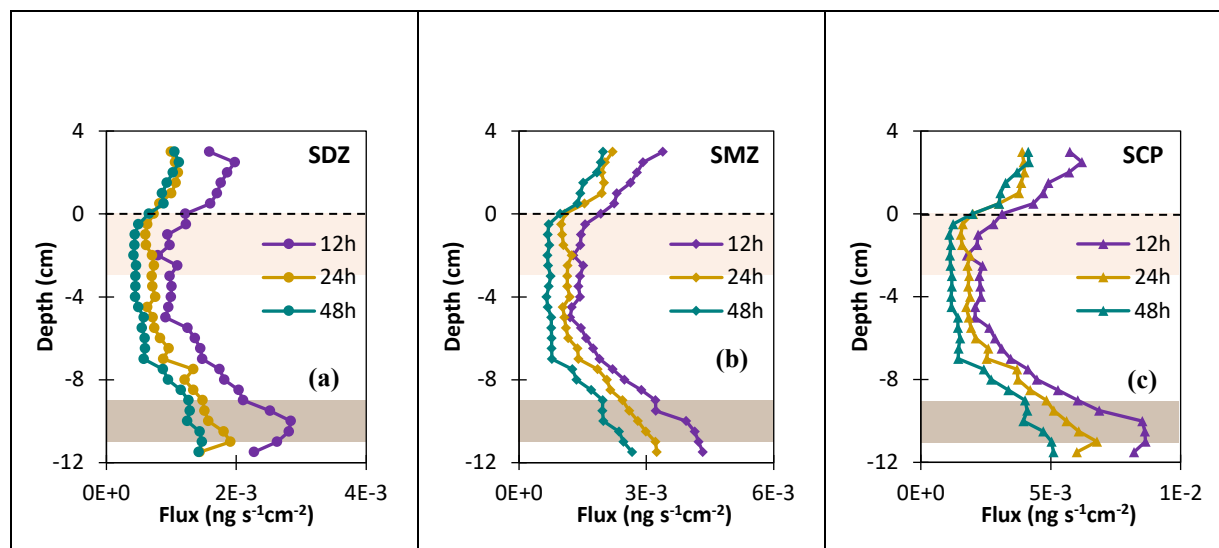 4
0
-4
-8
-12
Depth (cm)
SDZ
12h
24h
48h
(a)
0E+0
2E-3
4E-3
Flux (ng s⁻¹cm⁻²)
4
0
-4
-8
-12
Depth (cm)
SMZ
12h
24h
48h
(b)
0E+0
3E-3
6E-3
Flux (ng s⁻¹cm⁻²)
4
0
-4
-8
-12
Depth (cm)
SCP
12h
24h
48h
(c)
0E+0
5E-3
1E-2
Flux (ng s⁻¹cm⁻²)